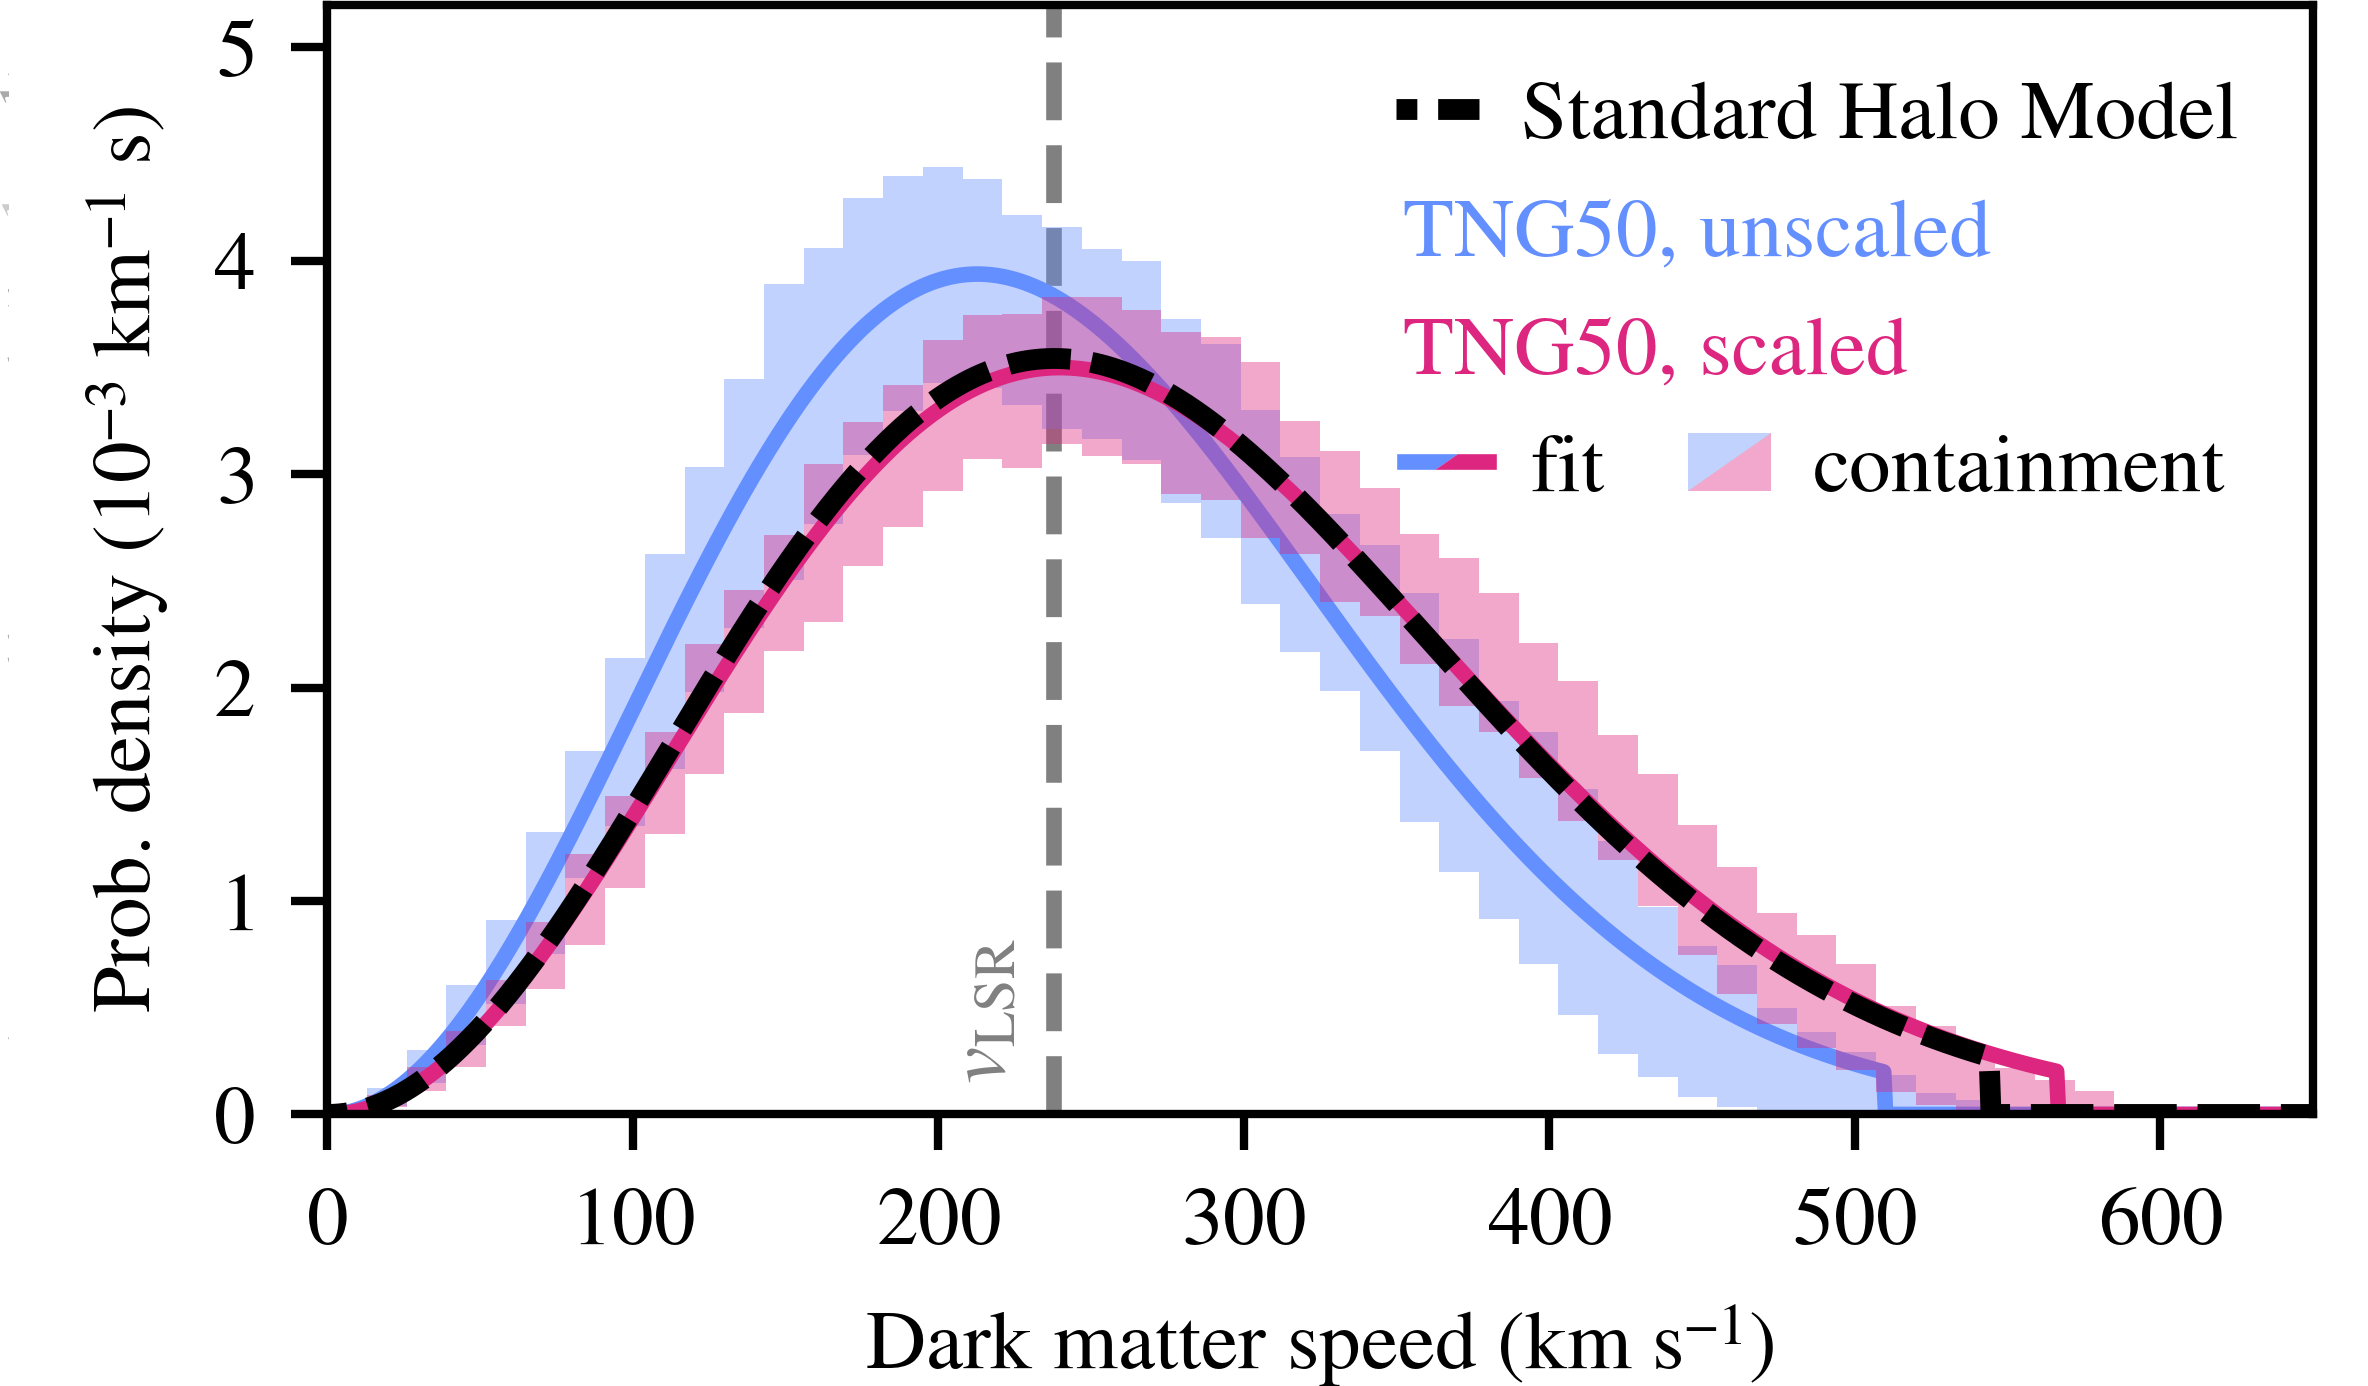 5
4
3
2
1
0
Prob. density (10⁻³ km⁻¹ s)
Standard Halo Model
TNG50, unscaled
TNG50, scaled
fit
containment
v_LSR
0 100 200 300 400 500 600
Dark matter speed (km s⁻¹)